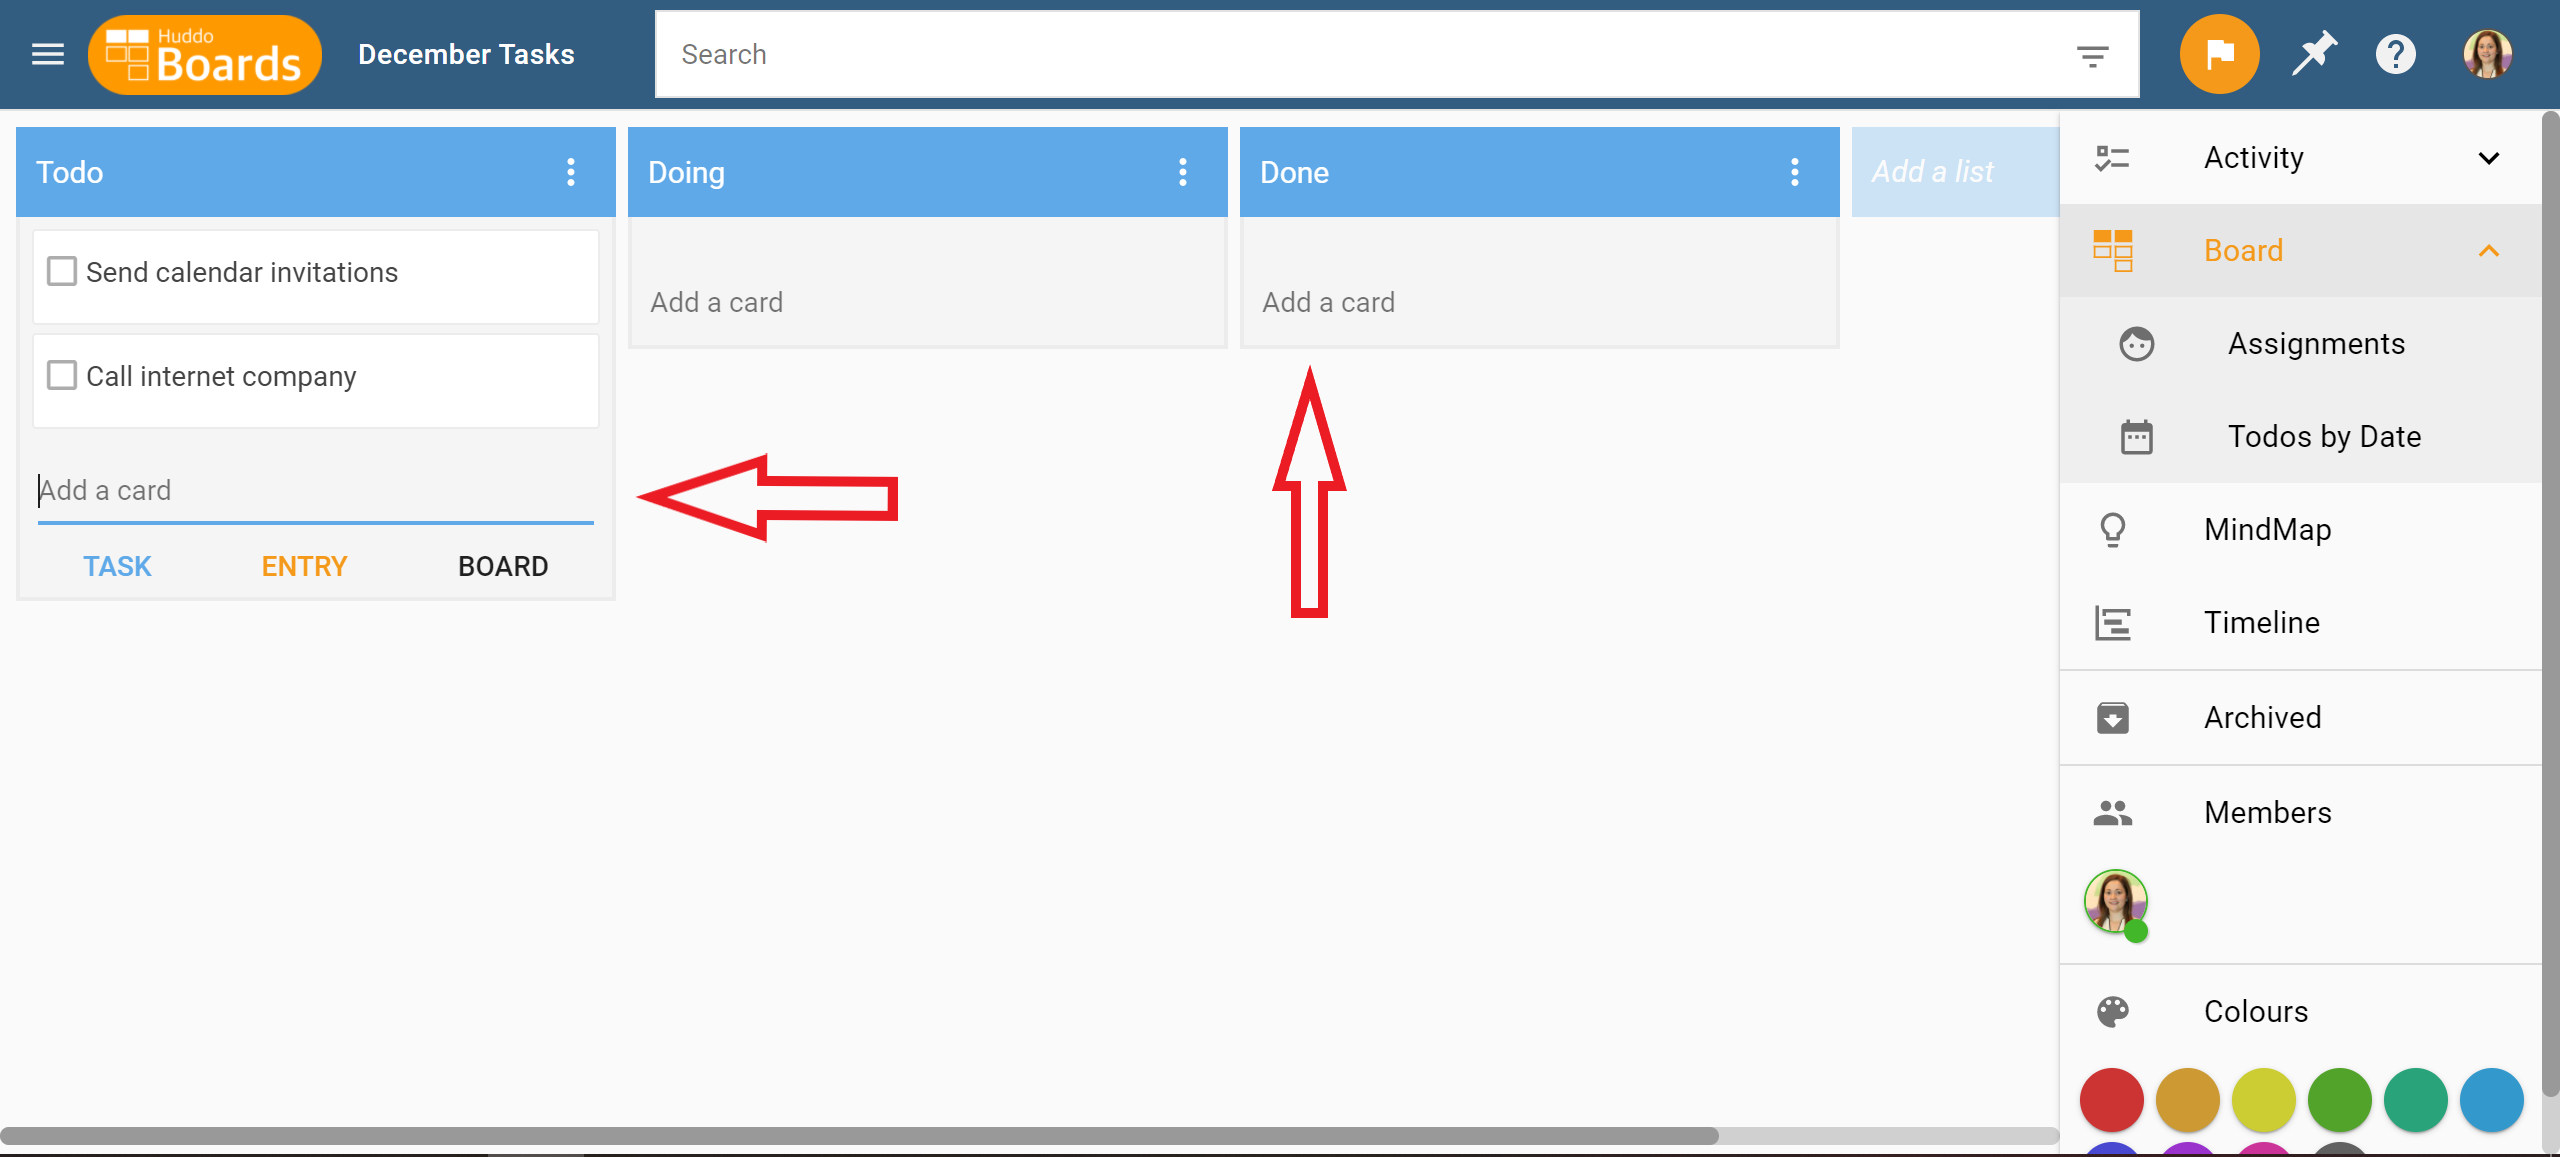 Huddo
Boards
December Tasks
Search
Todo
Doing
Done
Add a list
Send calendar invitations
Call internet company
Add a card
TASK
ENTRY
BOARD
Add a card
Add a card
Activity
Board
Assignments
Todos by Date
MindMap
Timeline
Archived
Members
Colours